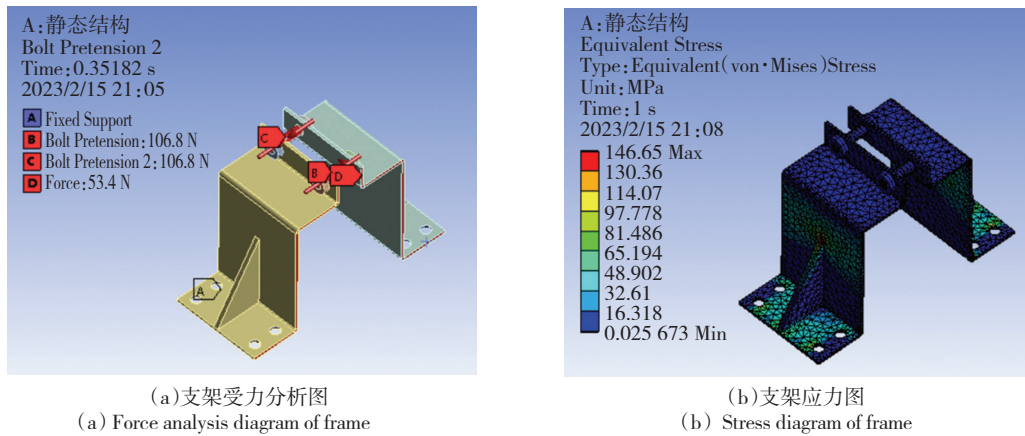 A:静态结构
Bolt Pretension 2
Time:0.35182 s
2023/2/15 21:05
A Fixed Support
B Bolt Pretension:106.8 N
C Bolt Pretension 2:106.8 N
D Force:53.4 N
C
B
D
A
(a)支架受力分析图
(a) Force analysis diagram of frame
A:静态结构
Equivalent Stress
Type:Equivalent(von·Mises)Stress
Unit:MPa
Time:1 s
2023/2/15 21:08
146.65 Max
130.36
114.07
97.778
81.486
65.194
48.902
32.61
16.318
0.025 673 Min
(b)支架应力图
(b) Stress diagram of frame